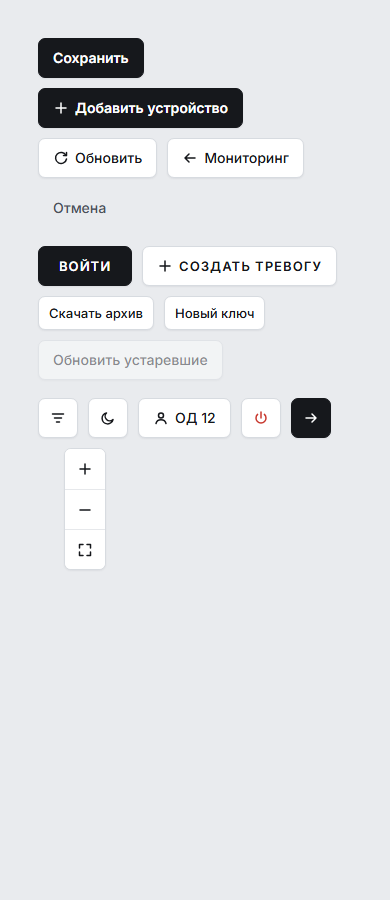 Сохранить
Добавить устройство
Обновить Мониторинг
Отмена
ВОЙТИ СОЗДАТЬ ТРЕВОГУ
Скачать архив Новый ключ
Обновить устаревшие
ОД 12